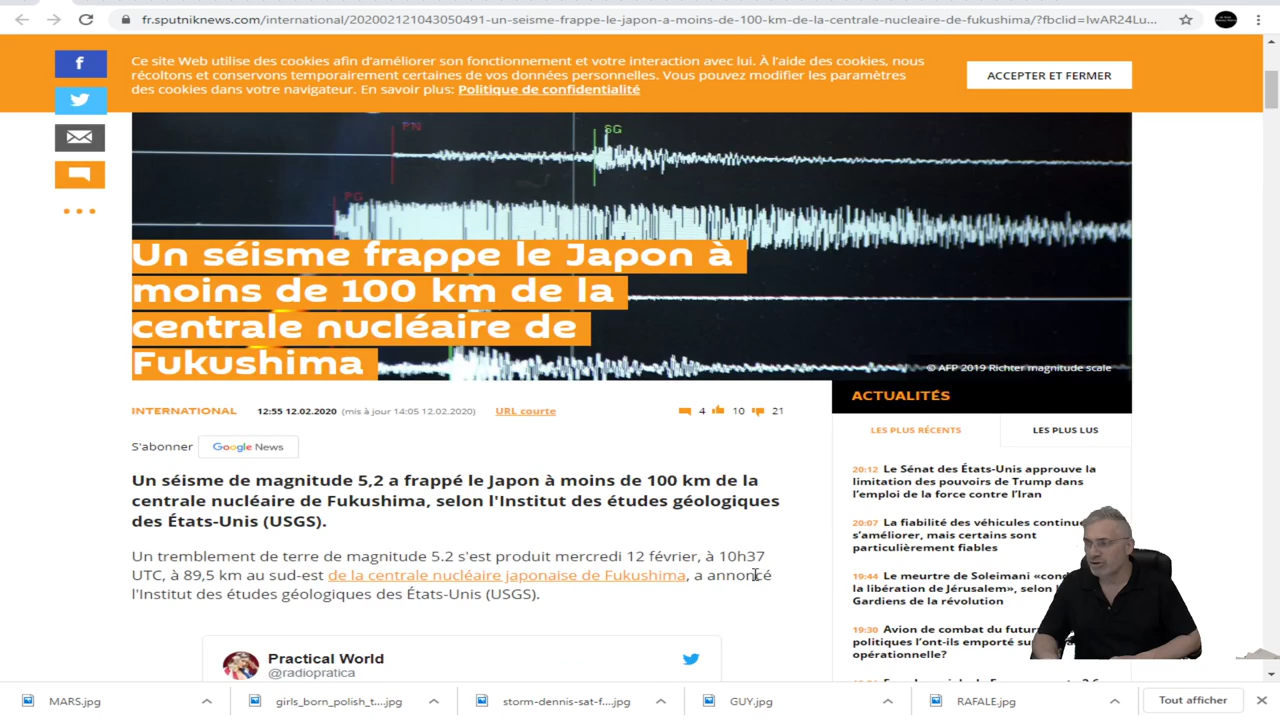 fr.sputniknews.com/international/202002121043050491-un-seisme-frappe-le-japon-a-moins-de-100-km-de-la-centrale-nucleaire-de-fukushima/?fbclid=IwAR24Lu...
Ce site Web utilise des cookies afin d'améliorer son fonctionnement et votre interaction avec lui. À l'aide des cookies, nous
récoltons et conservons temporairement certaines de vos données personnelles. Vous pouvez modifier les paramètres
des cookies dans votre navigateur. En savoir plus: Politique de confidentialité
ACCEPTER ET FERMER
PN
SG
PG
Un séisme frappe le Japon à
moins de 100 km de la
centrale nucléaire de
Fukushima
© AFP 2019 Richter magnitude scale
INTERNATIONAL 12:55 12.02.2020 (mis à jour 14:05 12.02.2020) URL courte 4 10 21
S'abonner Google News
Un séisme de magnitude 5,2 a frappé le Japon à moins de 100 km de la
centrale nucléaire de Fukushima, selon l'Institut des études géologiques
des États-Unis (USGS).
Un tremblement de terre de magnitude 5.2 s'est produit mercredi 12 février, à 10h37
UTC, à 89,5 km au sud-est de la centrale nucléaire japonaise de Fukushima, a annoncé
l'Institut des études géologiques des États-Unis (USGS).
Practical World
@radiopratica
ACTUALITÉS
LES PLUS RÉCENTS LES PLUS LUS
20:12 Le Sénat des États-Unis approuve la
limitation des pouvoirs de Trump dans
l'emploi de la force contre l'Iran
20:07 La fiabilité des véhicules continue
s'améliorer, mais certains sont
particulièrement fiables
19:44 Le meurtre de Soleimani
la libération de Jérusalem», selon
Gardiens de la révolution
19:30 Avion de combat du
politiques l'ont-ils emporté
opérationnelle?
MARS.jpg
girls_born_polish_t....jpg
storm-dennis-sat-f....jpg
GUY.jpg
RAFALE.jpg
Tout afficher